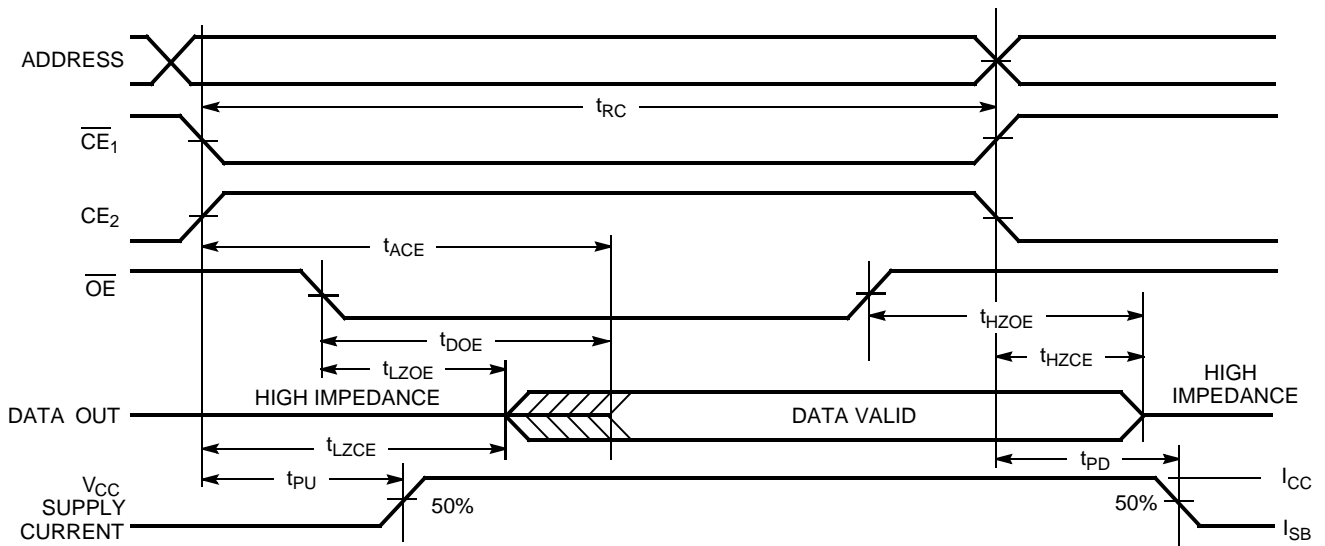 ADDRESS
tRC
CE1
CE2
tACE
OE
tHZOE
tDOE
tHZCE
tLZOE
HIGH IMPEDANCE
HIGH
IMPEDANCE
DATA OUT
DATA VALID
tLZCE
tPD
tPU
VCC
SUPPLY
CURRENT
50%
50%
ICC
ISB